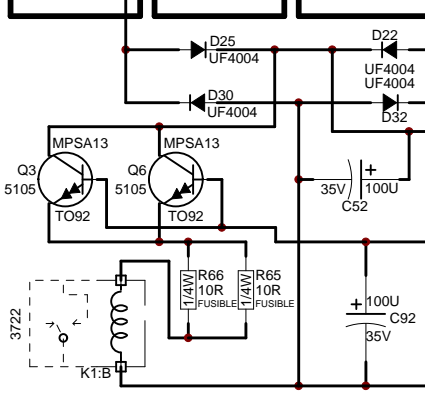 D25
UF4004
D22
UF4004
D30
UF4004
UF4004
D32
MPSA13
Q3
5105
TO92
MPSA13
Q6
5105
TO92
35V
+
100U
C52
1/4W
R66
10R
FUSIBLE
1/4W
R65
10R
FUSIBLE
3722
K1:B
+
100U
C92
35V